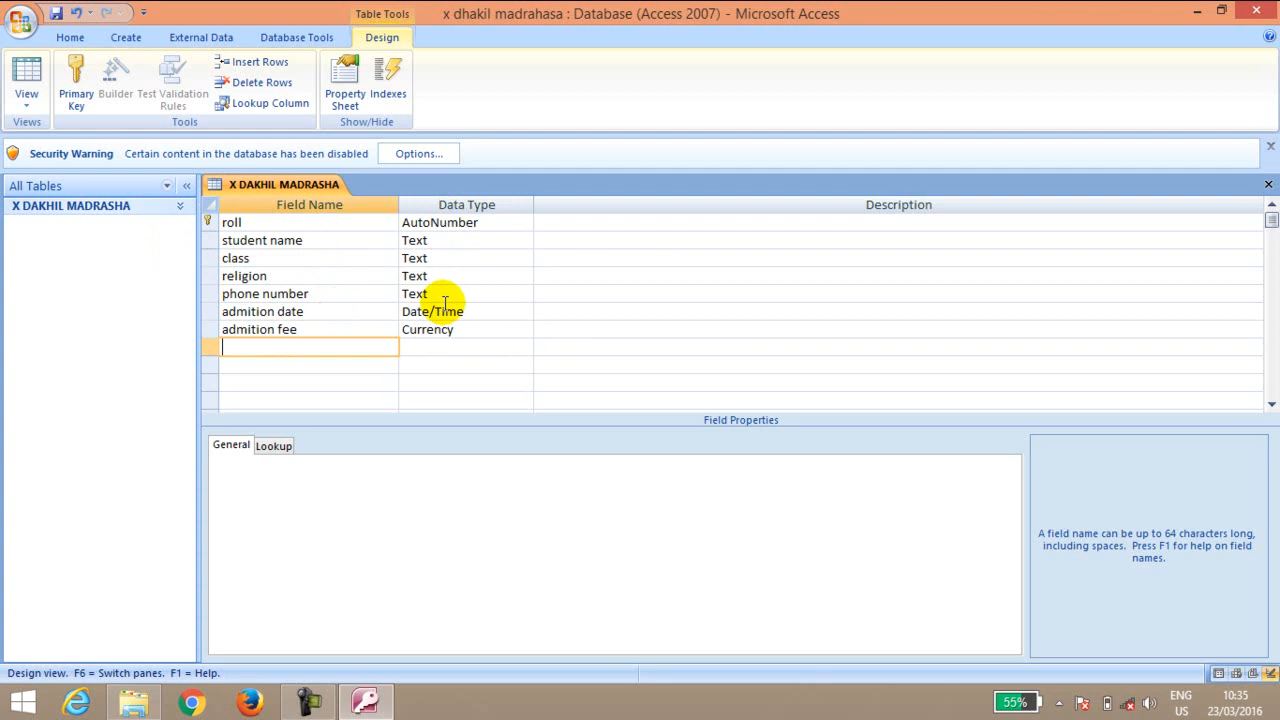 Table Tools
x dhakil madrahasa : Database (Access 2007) - Microsoft Access
Home
Create
External Data
Database Tools
Design
View
Primary Key
Builder
Test Validation Rules
Insert Rows
Delete Rows
Lookup Column
Property Sheet
Indexes
Views
Tools
Show/Hide
Security Warning
Certain content in the database has been disabled
Options...
All Tables
X DAKHIL MADRASHA
X DAKHIL MADRASHA
Field Name
Data Type
Description
roll AutoNumber
student name Text
class Text
religion Text
phone number Text
admition date Date/Time
admition fee Currency
Field Properties
General
Lookup
A field name can be up to 64 characters long,
including spaces. Press F1 for help on field
names.
Design view. F6 = Switch panes. F1 = Help.
55%
ENG
US
10:35
23/03/2016